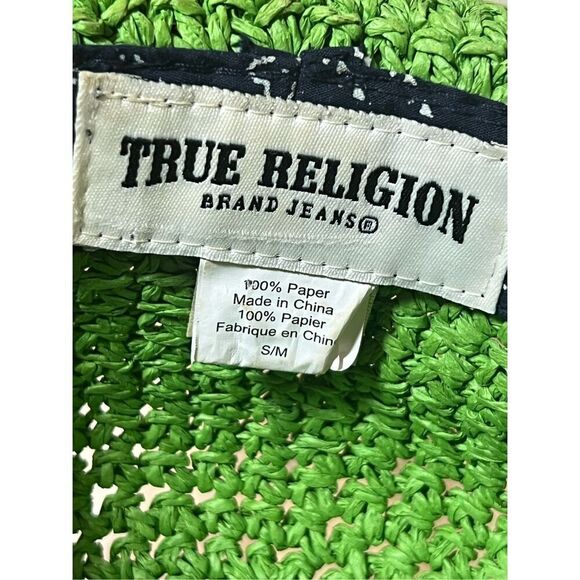 TRUE RELIGION
BRAND JEANS®
100% Paper
Made in China
100% Papier
Fabrique en Chin
S/M